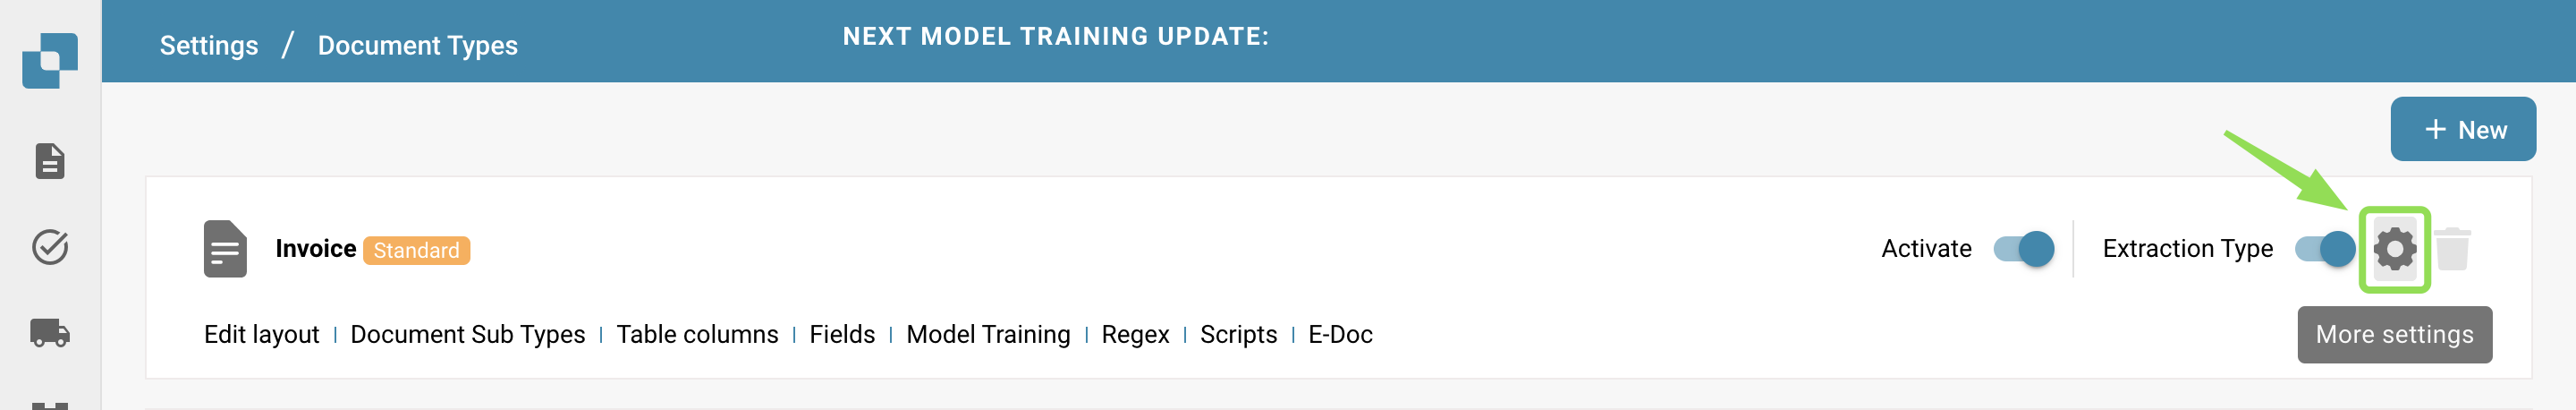 Settings / Document Types
NEXT MODEL TRAINING UPDATE:
+ New
Invoice Standard
Activate
Extraction Type
Edit layout | Document Sub Types | Table columns | Fields | Model Training | Regex | Scripts | E-Doc
More settings